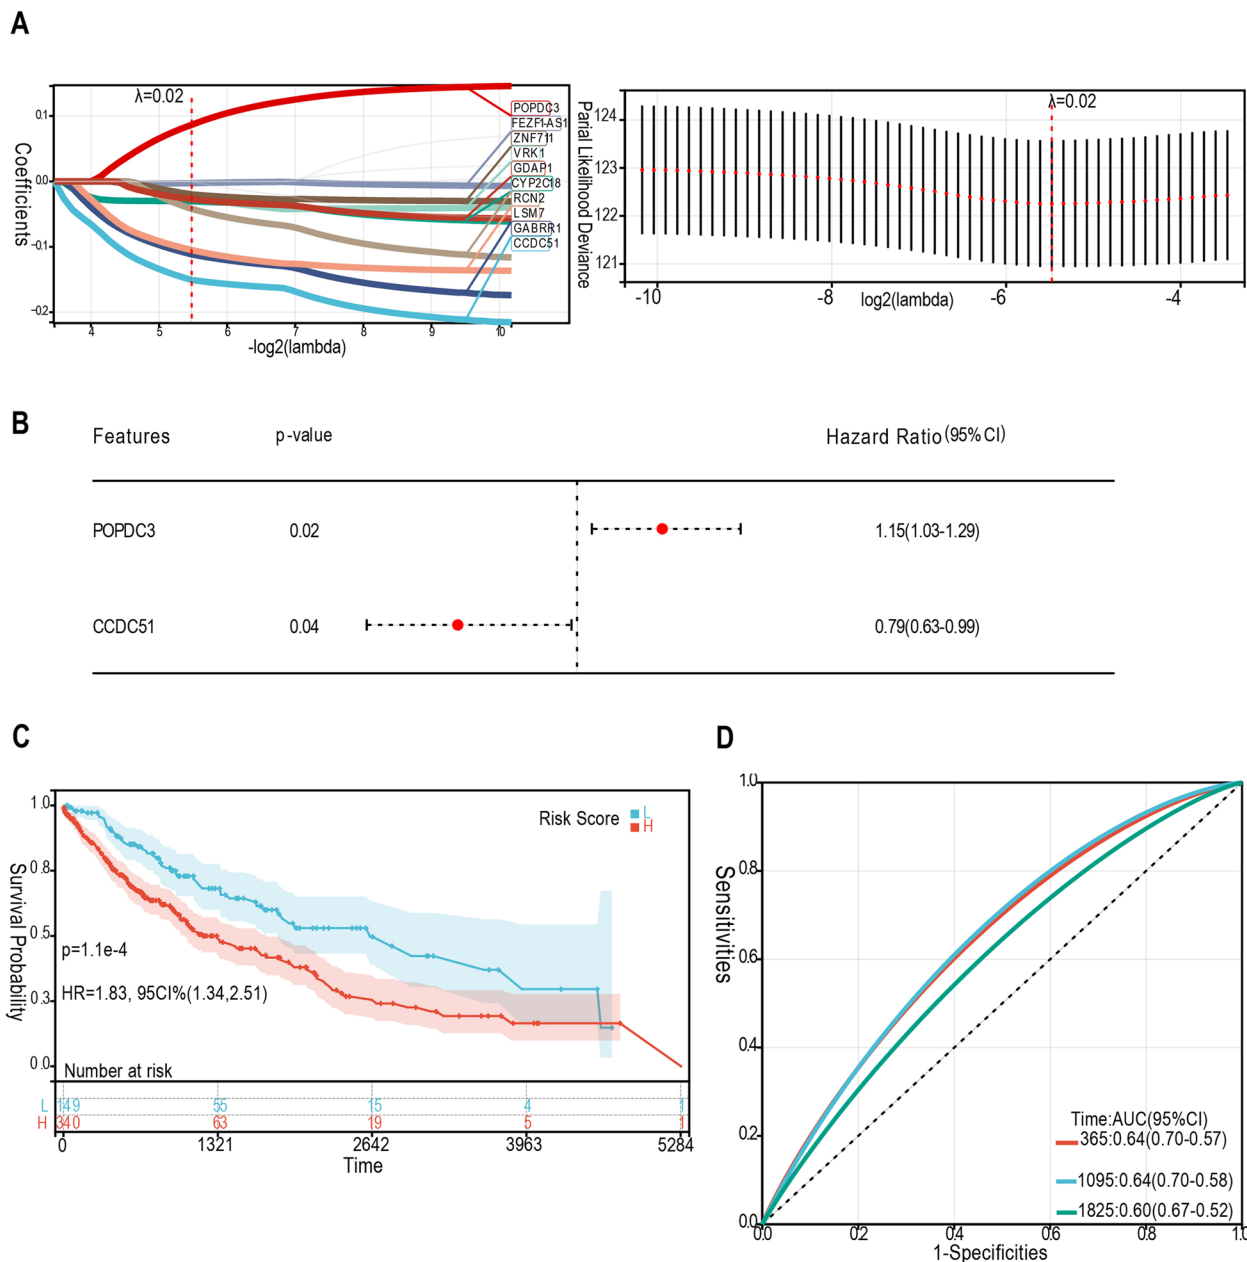 A
λ=0.02
Coefficients
0.1
0.0
-0.1
-0.2
POPDC3
FEZF1-AS1
ZNF711
VRK1
GDAP1
CYP2C18
RCN2
LSM7
GABRR1
CCDC51
4 5 6 7 8 9 10
-log2(lambda)
λ=0.02
Parial Likelihood Deviance
124
123
122
121
-10 -8 -6 -4
log2(lambda)
B
Features p-value Hazard Ratio(95%CI)
POPDC3 0.02 1.15(1.03-1.29)
CCDC51 0.04 0.79(0.63-0.99)
C
Survival Probability
1.0
0.8
0.5
0.3
0.0
Risk Score L
H
p=1.1e-4
HR=1.83, 95CI%(1.34,2.51)
Number at risk
L 149 55 15 4 1
H 340 63 19 5 1
0 1321 2642 3963 5284
Time
D
Sensitivities
1.0
0.8
0.6
0.4
0.2
0.0
Time:AUC(95%CI)
365:0.64(0.70-0.57)
1095:0.64(0.70-0.58)
1825:0.60(0.67-0.52)
0.0 0.2 0.4 0.6 0.8 1.0
1-Specificities